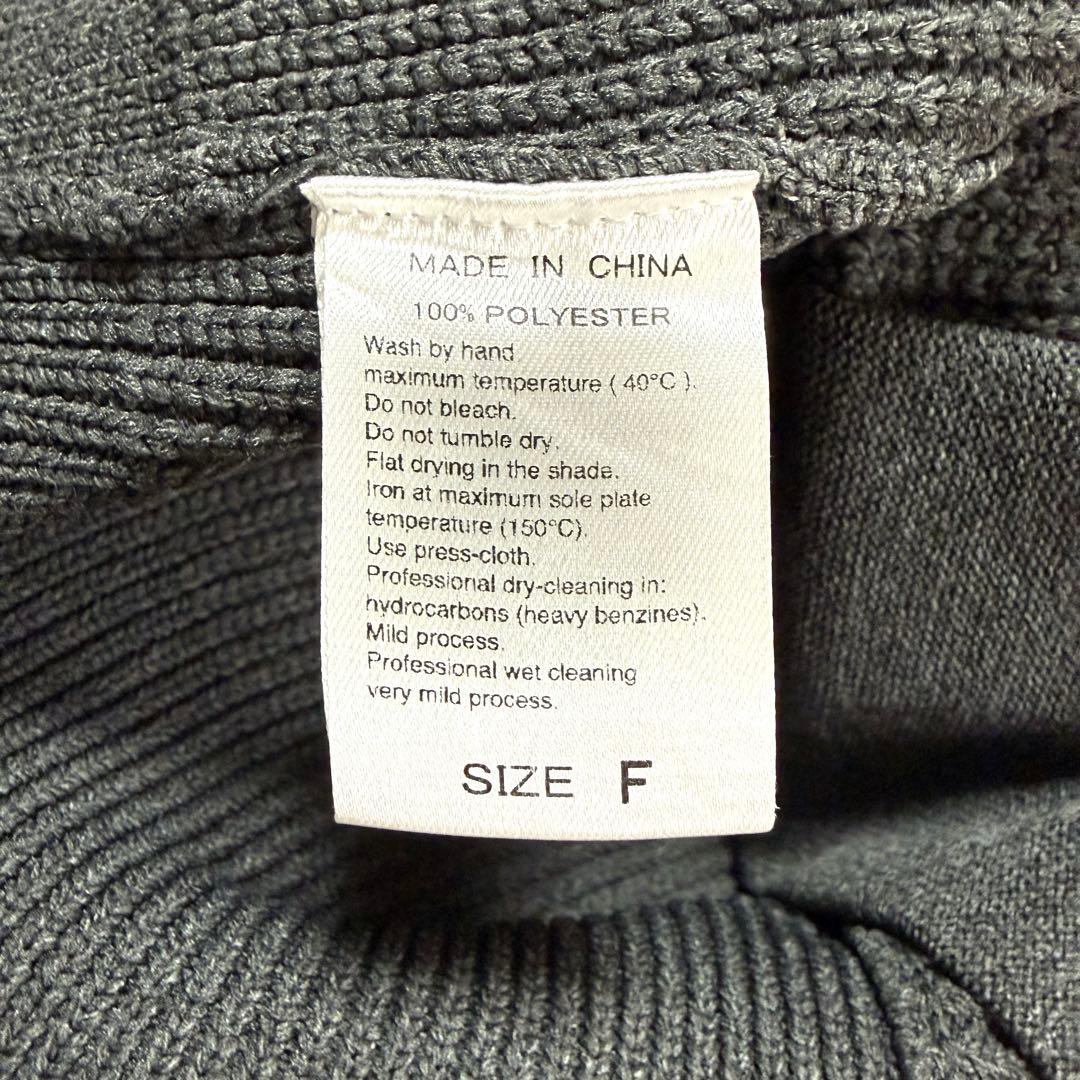 MADE IN CHINA
100% POLYESTER
Wash by hand
maximum temperature ( 40°C ).
Do not bleach.
Do not tumble dry.
Flat drying in the shade.
Iron at maximum sole plate
temperature (150°C).
Use press-cloth.
Professional dry-cleaning in:
hydrocarbons (heavy benzines).
Mild process.
Professional wet cleaning
very mild process.
SIZE F